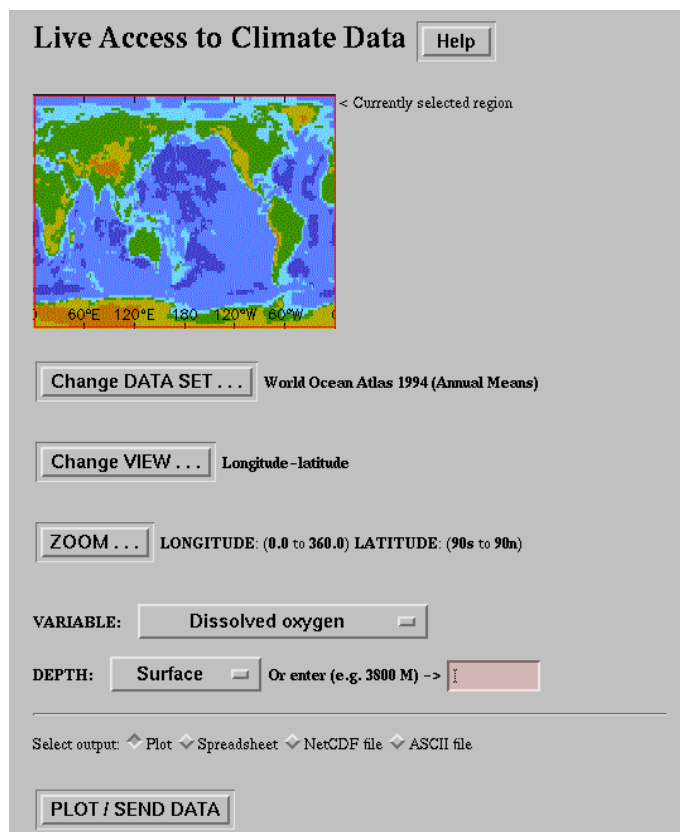 Live Access to Climate Data Help
< Currently selected region
60°E 120°E 180 120°W 60°W
Change DATA SET . . . World Ocean Atlas 1994 (Annual Means)
Change VIEW . . . Longitude-latitude
ZOOM . . . LONGITUDE: (0.0 to 360.0) LATITUDE: (90s to 90n)
VARIABLE: Dissolved oxygen
DEPTH: Surface Or enter (e.g. 3800 M) ->
Select output: Plot Spreadsheet NetCDF file ASCII file
PLOT / SEND DATA